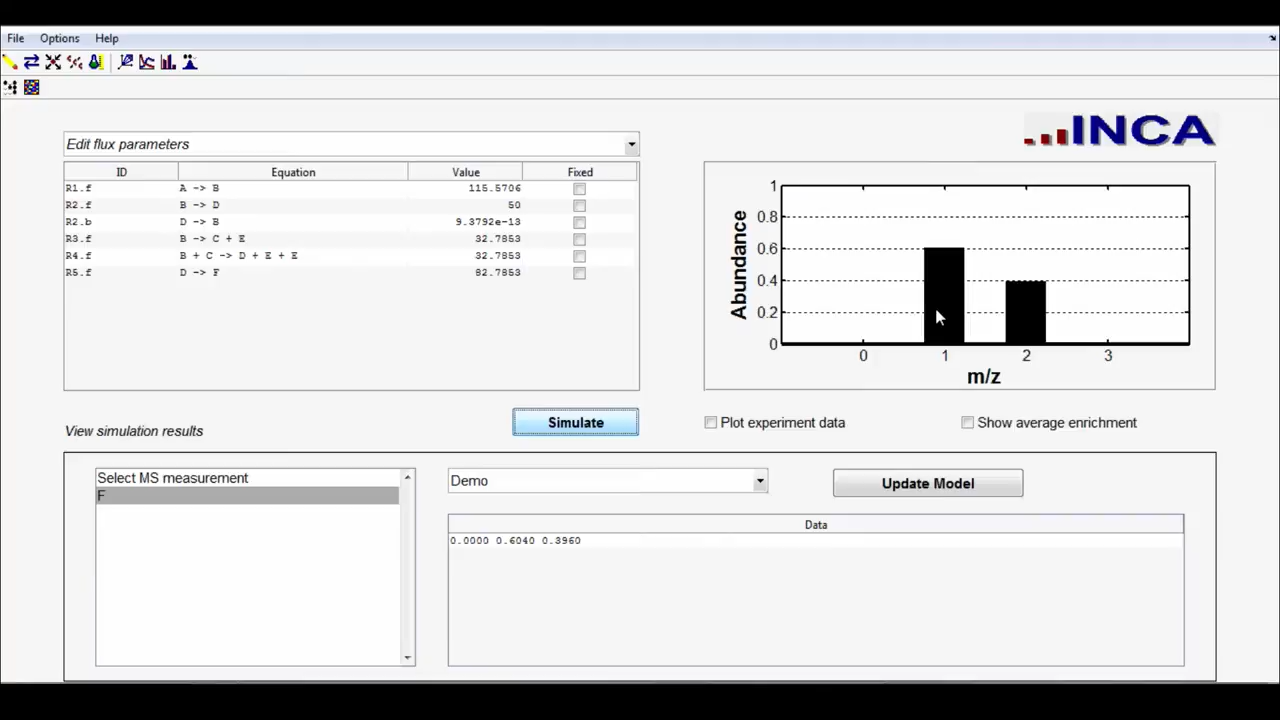 File Options Help
INCA
Edit flux parameters
ID Equation Value Fixed
R1.f A -> B 115.5706
R2.f B -> D 50
R2.b D -> B 9.3792e-13
R3.f B -> C + E 32.7853
R4.f B + C -> D + E + E 32.7853
R5.f D -> F 82.7853
Abundance
1
0.8
0.6
0.4
0.2
0
0 1 2 3
m/z
View simulation results
Simulate
Plot experiment data
Show average enrichment
Select MS measurement
F
Demo
Update Model
Data
0.0000 0.6040 0.3960